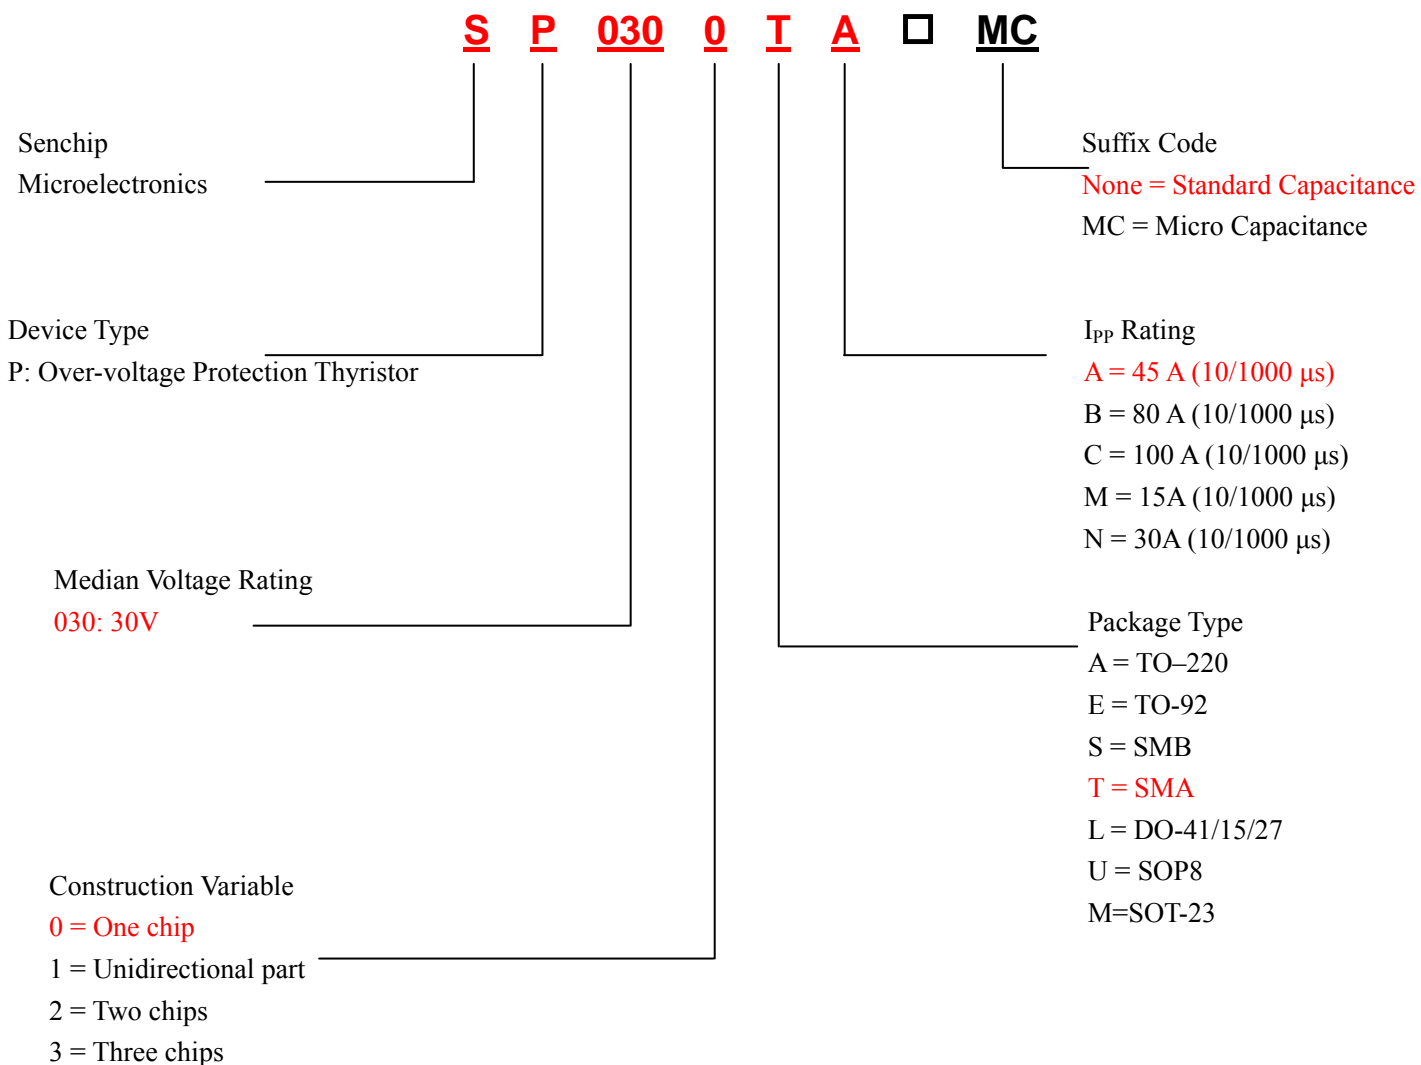 S P 030 0 T A □ MC
Senchip
Microelectronics
Device Type
P: Over-voltage Protection Thyristor
Median Voltage Rating
030: 30V
Construction Variable
0 = One chip
1 = Unidirectional part
2 = Two chips
3 = Three chips
Suffix Code
None = Standard Capacitance
MC = Micro Capacitance
IPP Rating
A = 45 A (10/1000 μs)
B = 80 A (10/1000 μs)
C = 100 A (10/1000 μs)
M = 15A (10/1000 μs)
N = 30A (10/1000 μs)
Package Type
A = TO–220
E = TO-92
S = SMB
T = SMA
L = DO-41/15/27
U = SOP8
M=SOT-23